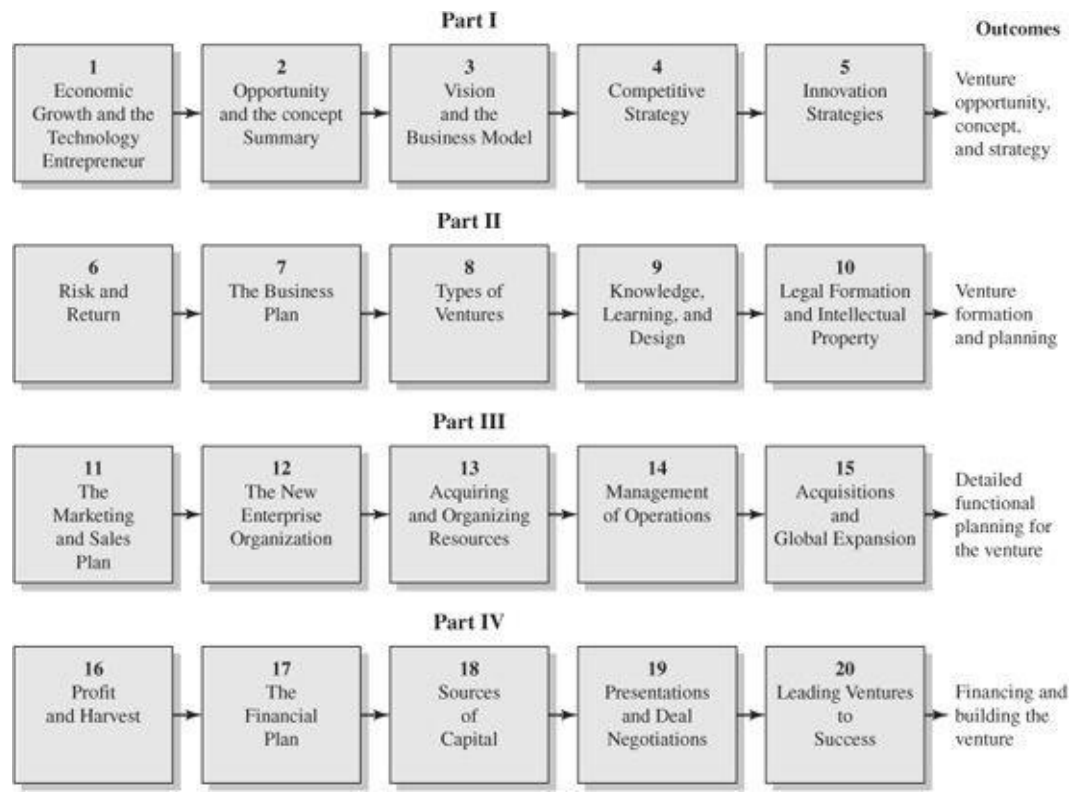 Part I
Outcomes
1
Economic
Growth and the
Technology
Entrepreneur
2
Opportunity
and the concept
Summary
3
Vision
and the
Business Model
4
Competitive
Strategy
5
Innovation
Strategies
Venture
opportunity,
concept,
and strategy
Part II
6
Risk and
Return
7
The Business
Plan
8
Types of
Ventures
9
Knowledge,
Learning, and
Design
10
Legal Formation
and Intellectual
Property
Venture
formation
and planning
Part III
11
The
Marketing
and Sales
Plan
12
The New
Enterprise
Organization
13
Acquiring
and Organizing
Resources
14
Management
of Operations
15
Acquisitions
and
Global Expansion
Detailed
functional
planning for
the venture
Part IV
16
Profit
and Harvest
17
The
Financial
Plan
18
Sources
of
Capital
19
Presentations
and Deal
Negotiations
20
Leading Ventures
to
Success
Financing and
building the
venture